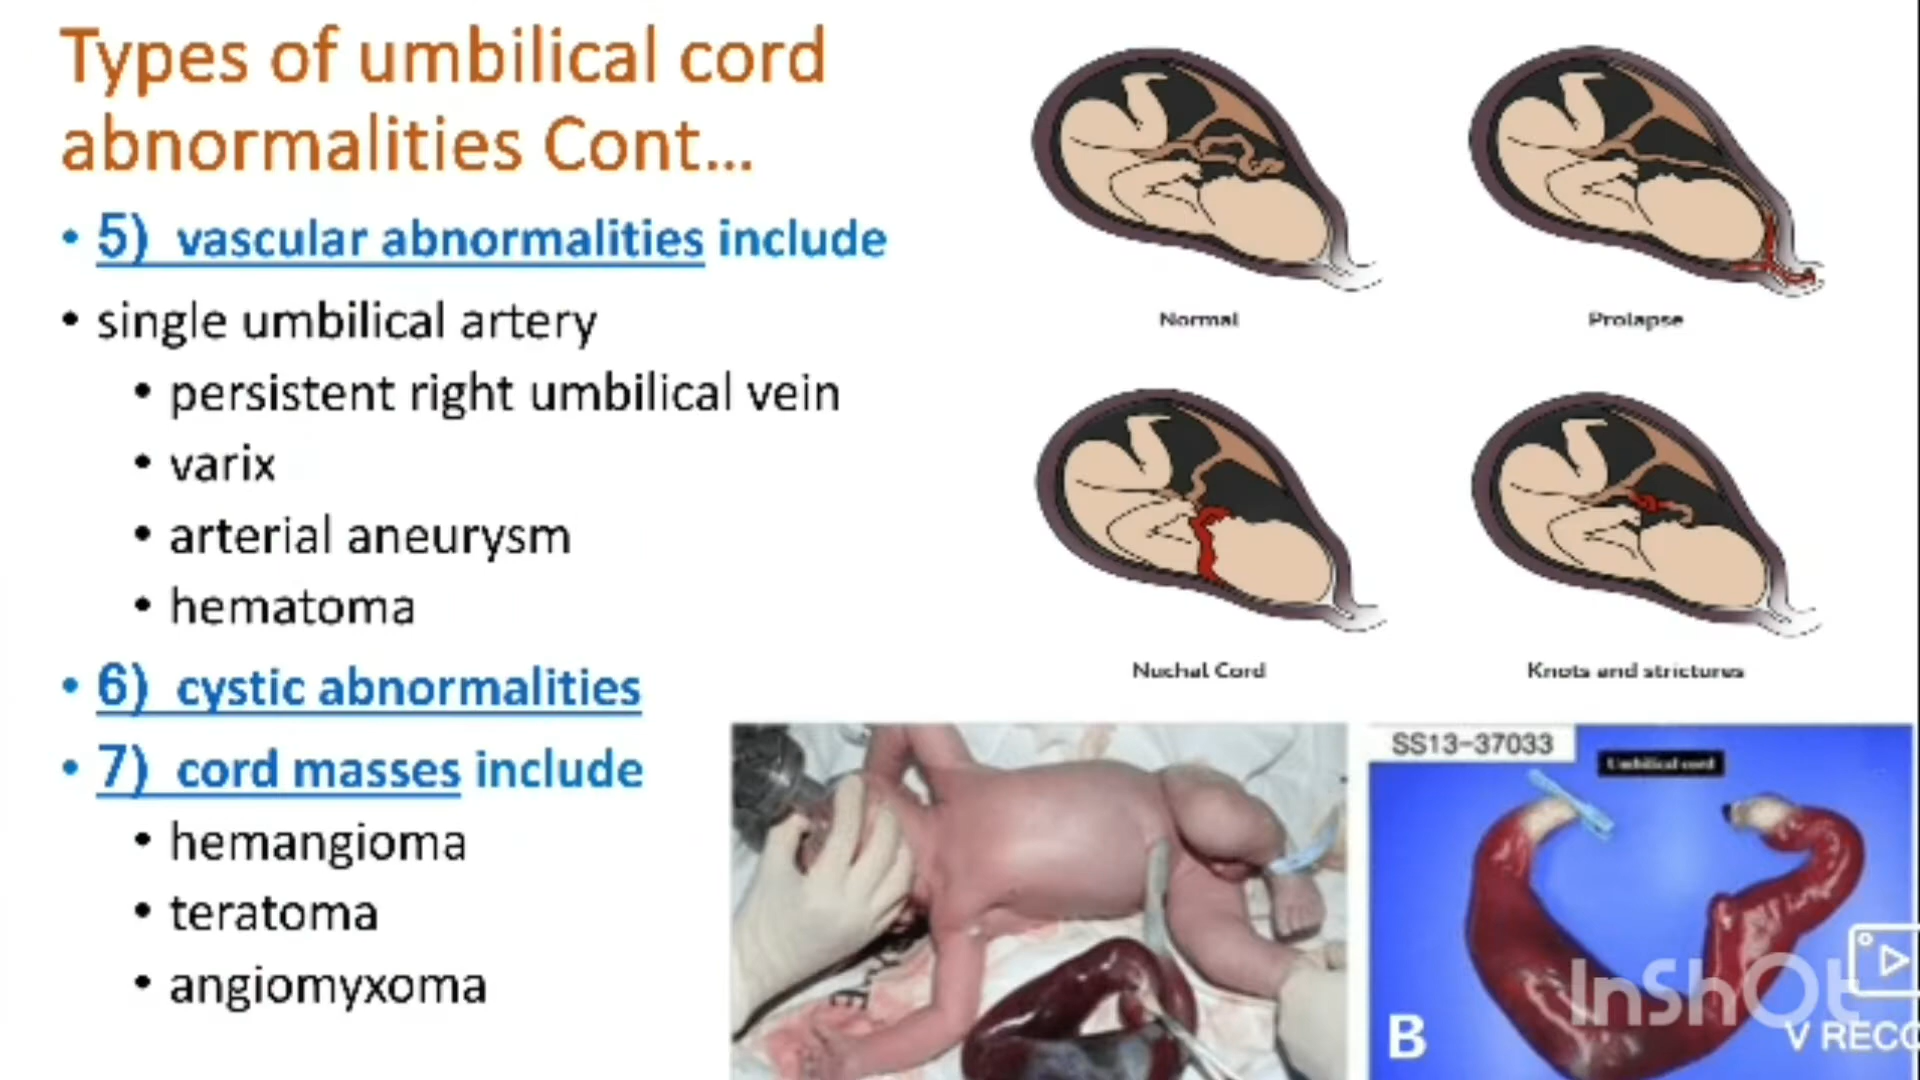 Types of umbilical cord
abnormalities Cont...
• 5) vascular abnormalities include
• single umbilical artery
• persistent right umbilical vein
• varix
• arterial aneurysm
• hematoma
• 6) cystic abnormalities
• 7) cord masses include
• hemangioma
• teratoma
• angiomyxoma
Normal
Prolapse
Nuchal Cord
Knots and strictures
SS13-37033
Umbilical cord
B
InShOt
V RECO